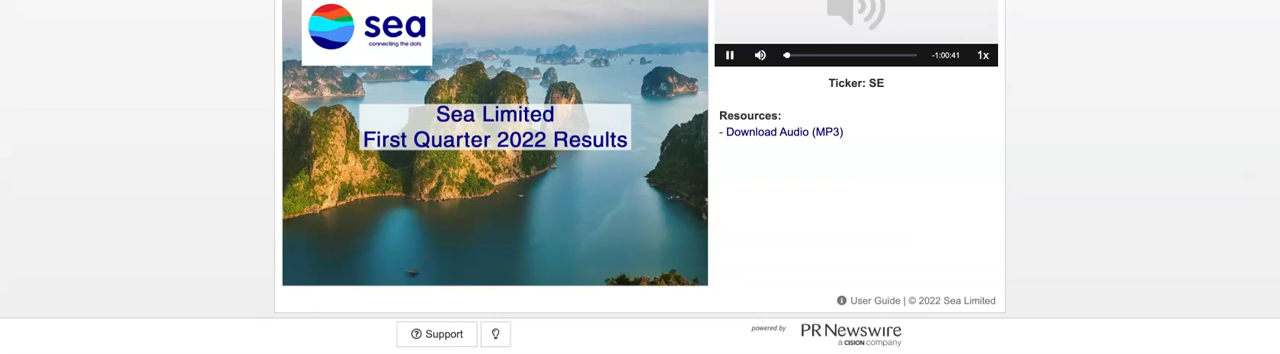 sea
connecting the dots
Sea Limited
First Quarter 2022 Results
-1:00:41
1x
Ticker: SE
Resources:
- Download Audio (MP3)
User Guide | © 2022 Sea Limited
Support
powered by PR Newswire
a CISION company